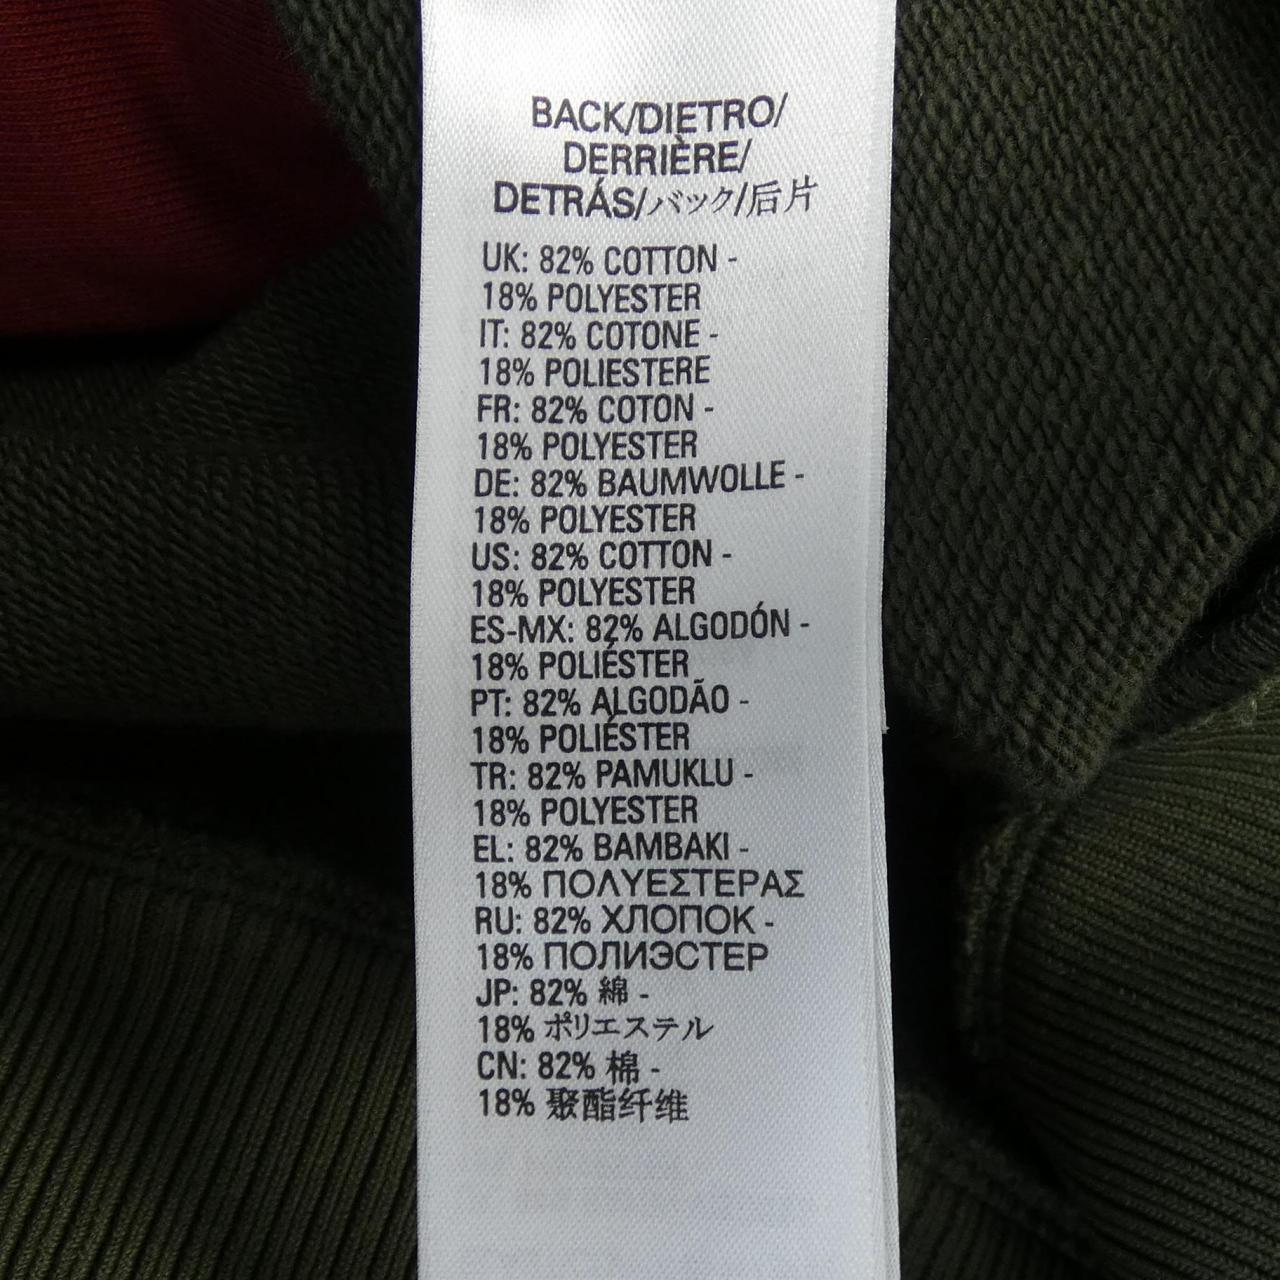 BACK/DIETRO/
DERRIÈRE/
DETRÁS/バック/后片
UK: 82% COTTON -
18% POLYESTER
IT: 82% COTONE -
18% POLIESTERE
FR: 82% COTON -
18% POLYESTER
DE: 82% BAUMWOLLE -
18% POLYESTER
US: 82% COTTON -
18% POLYESTER
ES-MX: 82% ALGODÓN -
18% POLIÉSTER
PT: 82% ALGODÃO -
18% POLIÉSTER
TR: 82% PAMUKLU -
18% POLYESTER
EL: 82% ΒΑΜΒΑΚΙ -
18% ΠΟΛΥΕΣΤΕΡΑΣ
RU: 82% ХЛОПОК -
18% ПОЛИЭСТЕР
JP: 82% 綿 -
18% ポリエステル
CN: 82% 棉 -
18% 聚酯纤维